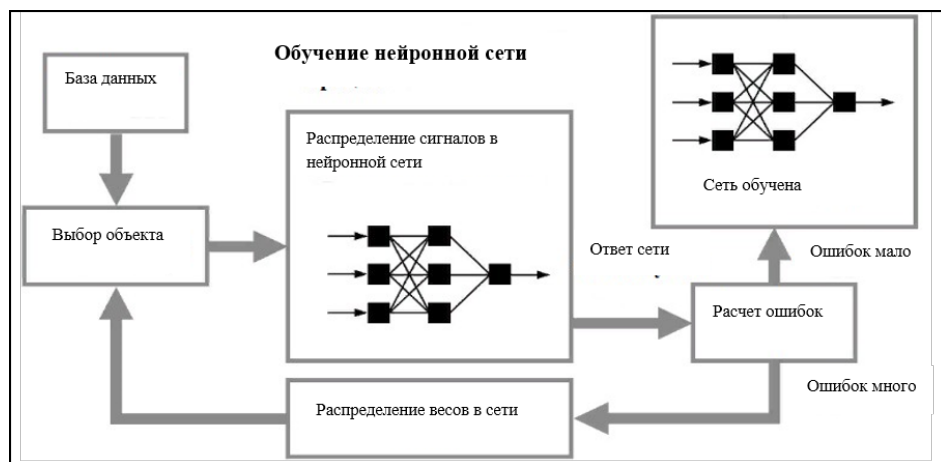 Обучение нейронной сети
База данных
Распределение сигналов в
нейронной сети
Сеть обучена
Выбор объекта
Ответ сети
Ошибок мало
Расчет ошибок
Ошибок много
Распределение весов в сети